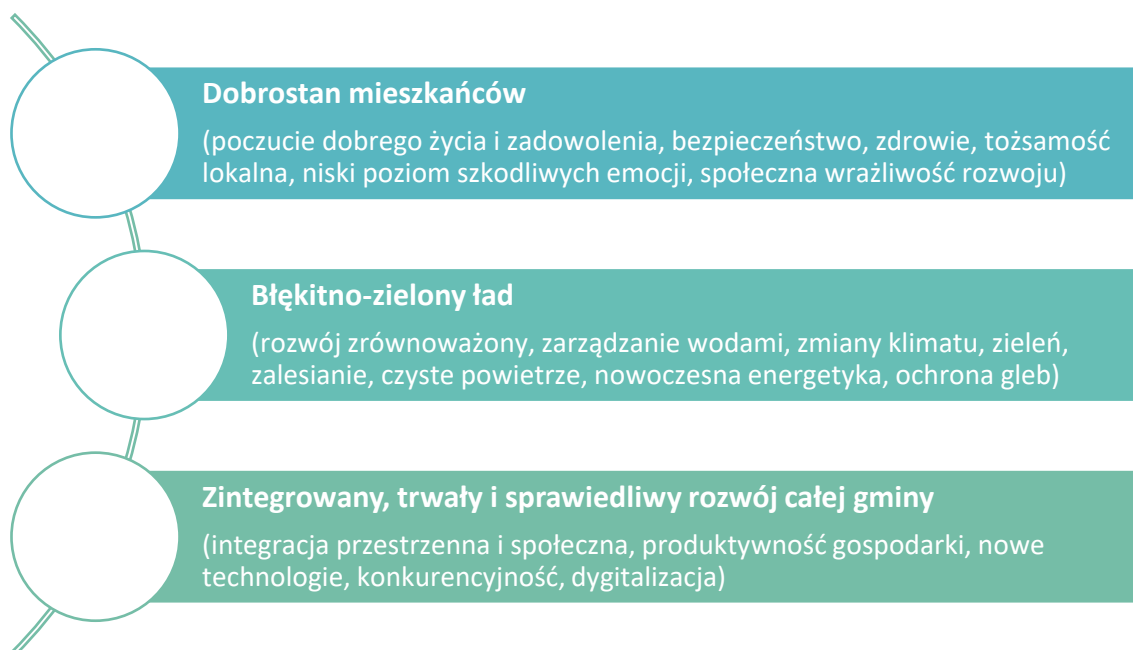 Dobrostan mieszkańców
(poczucie dobrego życia i zadowolenia, bezpieczeństwo, zdrowie, tożsamość
lokalna, niski poziom szkodliwych emocji, społeczna wrażliwość rozwoju)
Błękitno-zielony ład
(rozwój zrównoważony, zarządzanie wodami, zmiany klimatu, zieleń,
zalesianie, czyste powietrze, nowoczesna energetyka, ochrona gleb)
Zintegrowany, trwały i sprawiedliwy rozwój całej gminy
(integracja przestrzenna i społeczna, produktywność gospodarki, nowe
technologie, konkurencyjność, dygitalizacja)